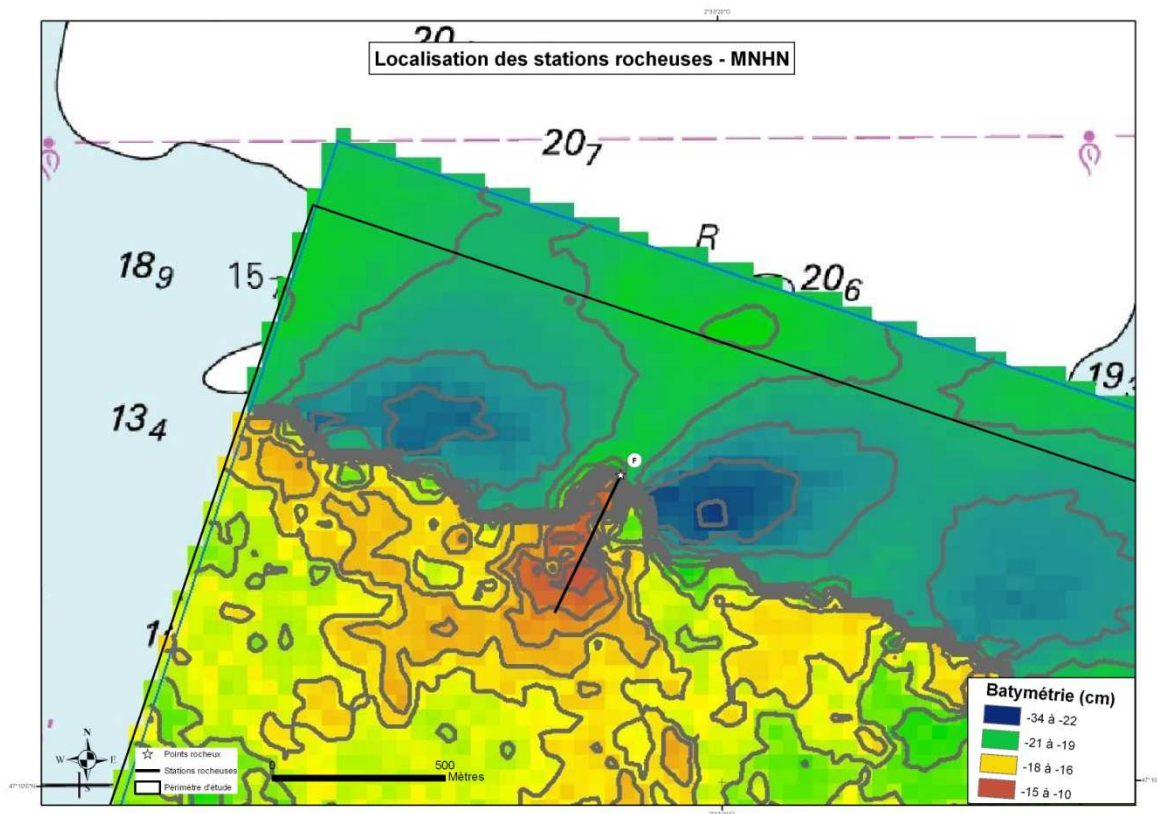 20
Localisation des stations rocheuses - MNHN
207
R
189
15
206
19
134
F
Batymétrie (cm)
-34 à -22
-21 à -19
-18 à -16
-15 à -10
N
W E
S
Points rocheux
Stations rocheuses
Périmètre d'étude
0 500
Mètres